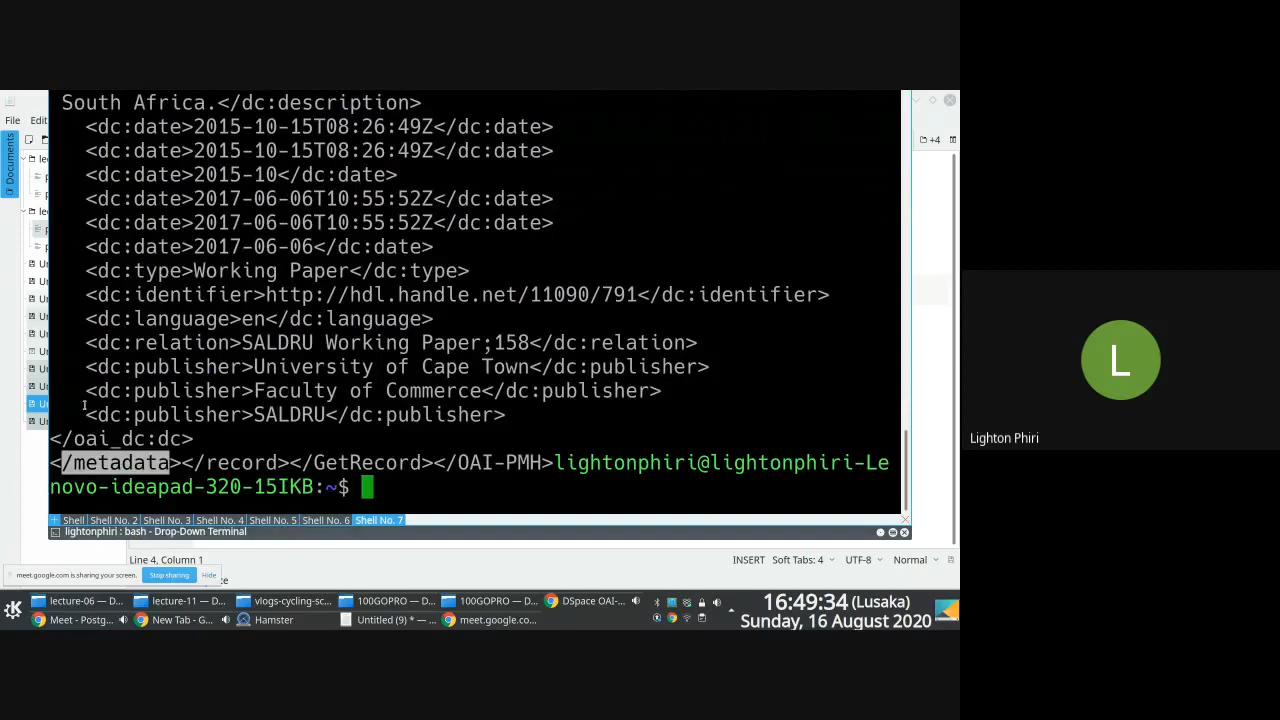 South Africa.</dc:description>
<dc:date>2015-10-15T08:26:49Z</dc:date>
<dc:date>2015-10-15T08:26:49Z</dc:date>
<dc:date>2015-10</dc:date>
<dc:date>2017-06-06T10:55:52Z</dc:date>
<dc:date>2017-06-06T10:55:52Z</dc:date>
<dc:date>2017-06-06</dc:date>
<dc:type>Working Paper</dc:type>
<dc:identifier>http://hdl.handle.net/11090/791</dc:identifier>
<dc:language>en</dc:language>
<dc:relation>SALDRU Working Paper;158</dc:relation>
<dc:publisher>University of Cape Town</dc:publisher>
<dc:publisher>Faculty of Commerce</dc:publisher>
<dc:publisher>SALDRU</dc:publisher>
</oai_dc:dc>
</metadata></record></GetRecord></OAI-PMH>lightonphiri@lightonphiri-Le
novo-ideapad-320-15IKB:~$
File Edi
+4
Documents
Shell Shell No. 2 Shell No. 3 Shell No. 4 Shell No. 5 Shell No. 6 Shell No. 7
lightonphiri : bash - Drop-Down Terminal
Line 4, Column 1 INSERT Soft Tabs: 4 UTF-8 Normal
meet.google.com is sharing your screen. Stop sharing Hide
lecture-06 — D... lecture-11 — D... vlogs-cycling-sc... 100GOPRO — D... 100GOPRO — D... DSpace OAI-...
Meet - Postg... New Tab - G... Hamster Untitled (9) * — ... meet.google.co...
16:49:34 (Lusaka)
Sunday, 16 August 2020
L
Lighton Phiri